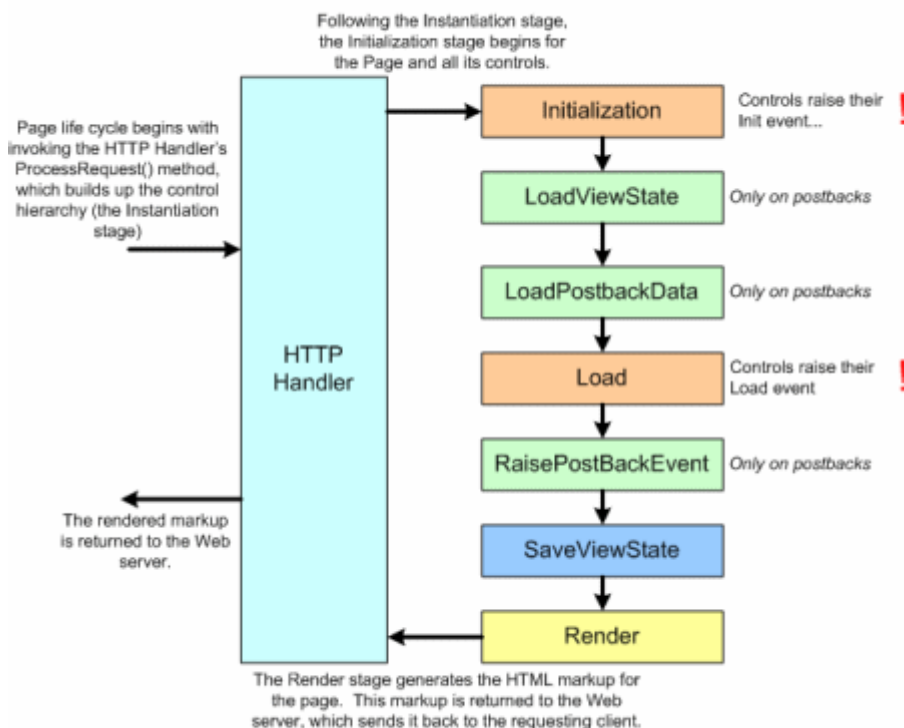 Following the Instantiation stage,
the Initialization stage begins for
the Page and all its controls.
Page life cycle begins with
invoking the HTTP Handler's
ProcessRequest() method,
which builds up the control
hierarchy (the Instantiation
stage)
HTTP
Handler
Initialization
Controls raise their
Init event...
!
LoadViewState
Only on postbacks
LoadPostbackData
Only on postbacks
Load
Controls raise their
Load event
!
RaisePostBackEvent
Only on postbacks
The rendered markup
is returned to the Web
server.
SaveViewState
Render
The Render stage generates the HTML markup for
the page. This markup is returned to the Web
server, which sends it back to the requesting client.